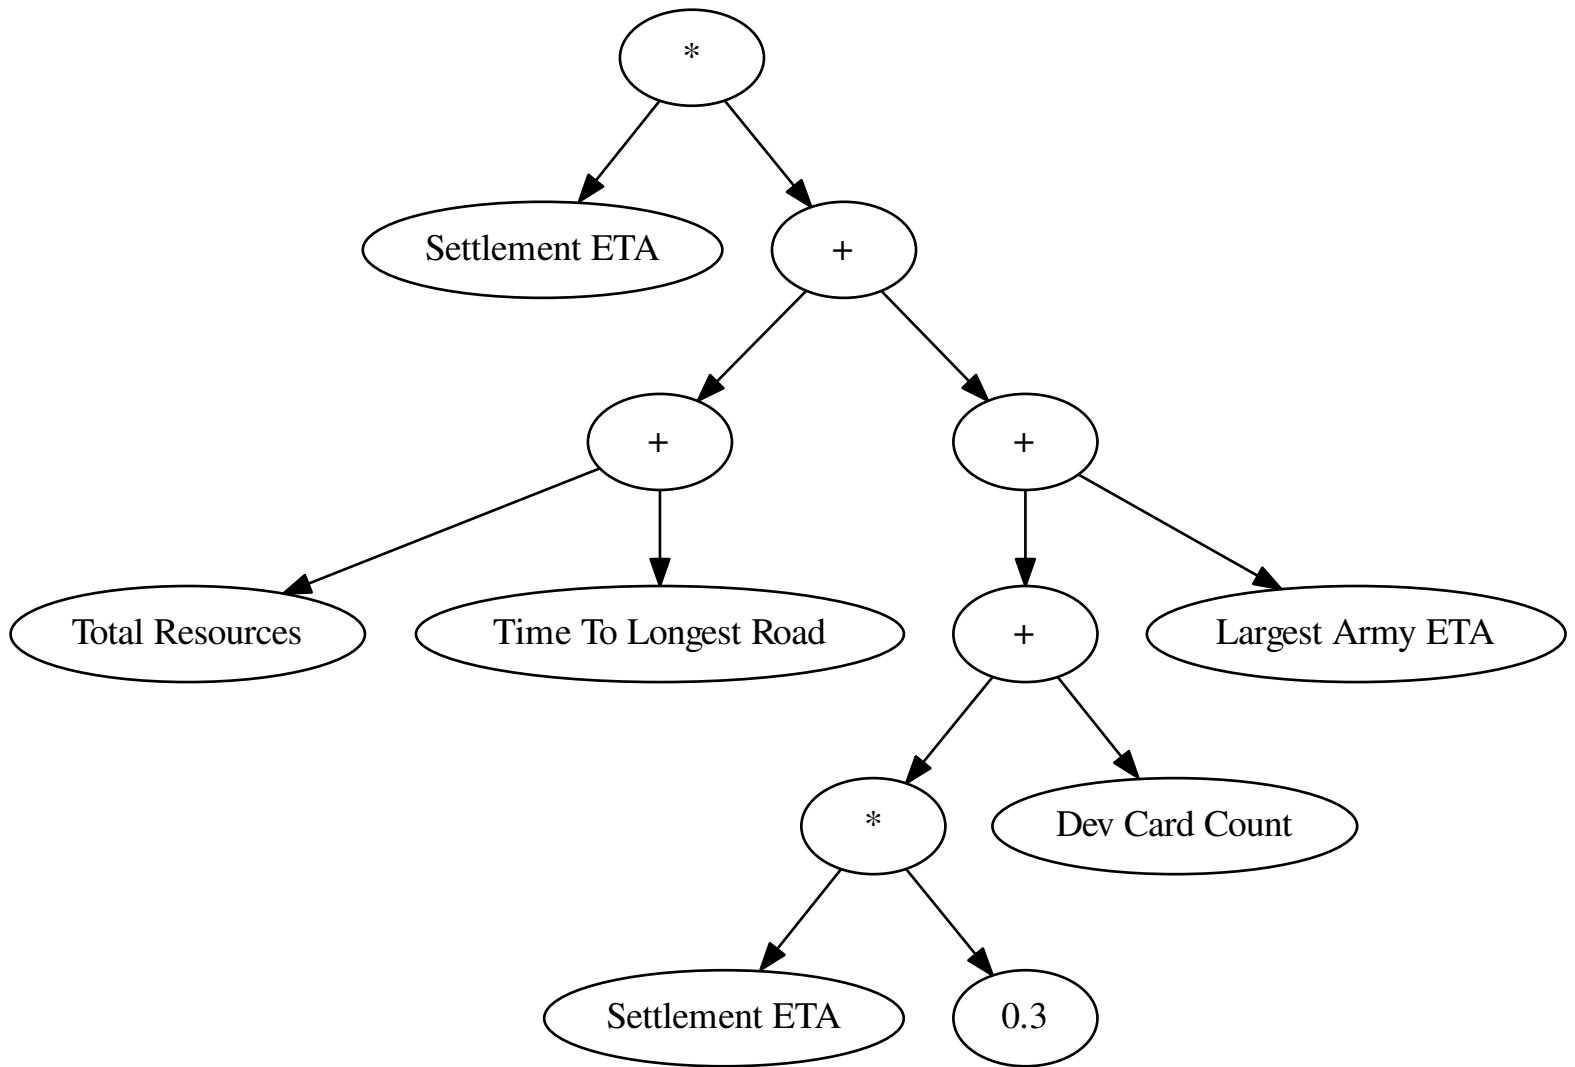 *
Settlement ETA
+
+
+
Total Resources
Time To Longest Road
+
Largest Army ETA
*
Dev Card Count
Settlement ETA
0.3